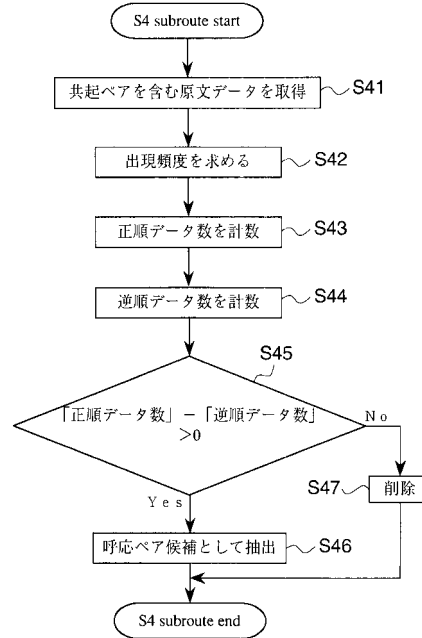 S4 subroute start
共起ペアを含む原文データを取得
S41
出現頻度を求める
S42
正順データ数を計数
S43
逆順データ数を計数
S44
S45
「正順データ数」－「逆順データ数」
>0
No
Yes
S47
削除
呼応ペア候補として抽出
S46
S4 subroute end